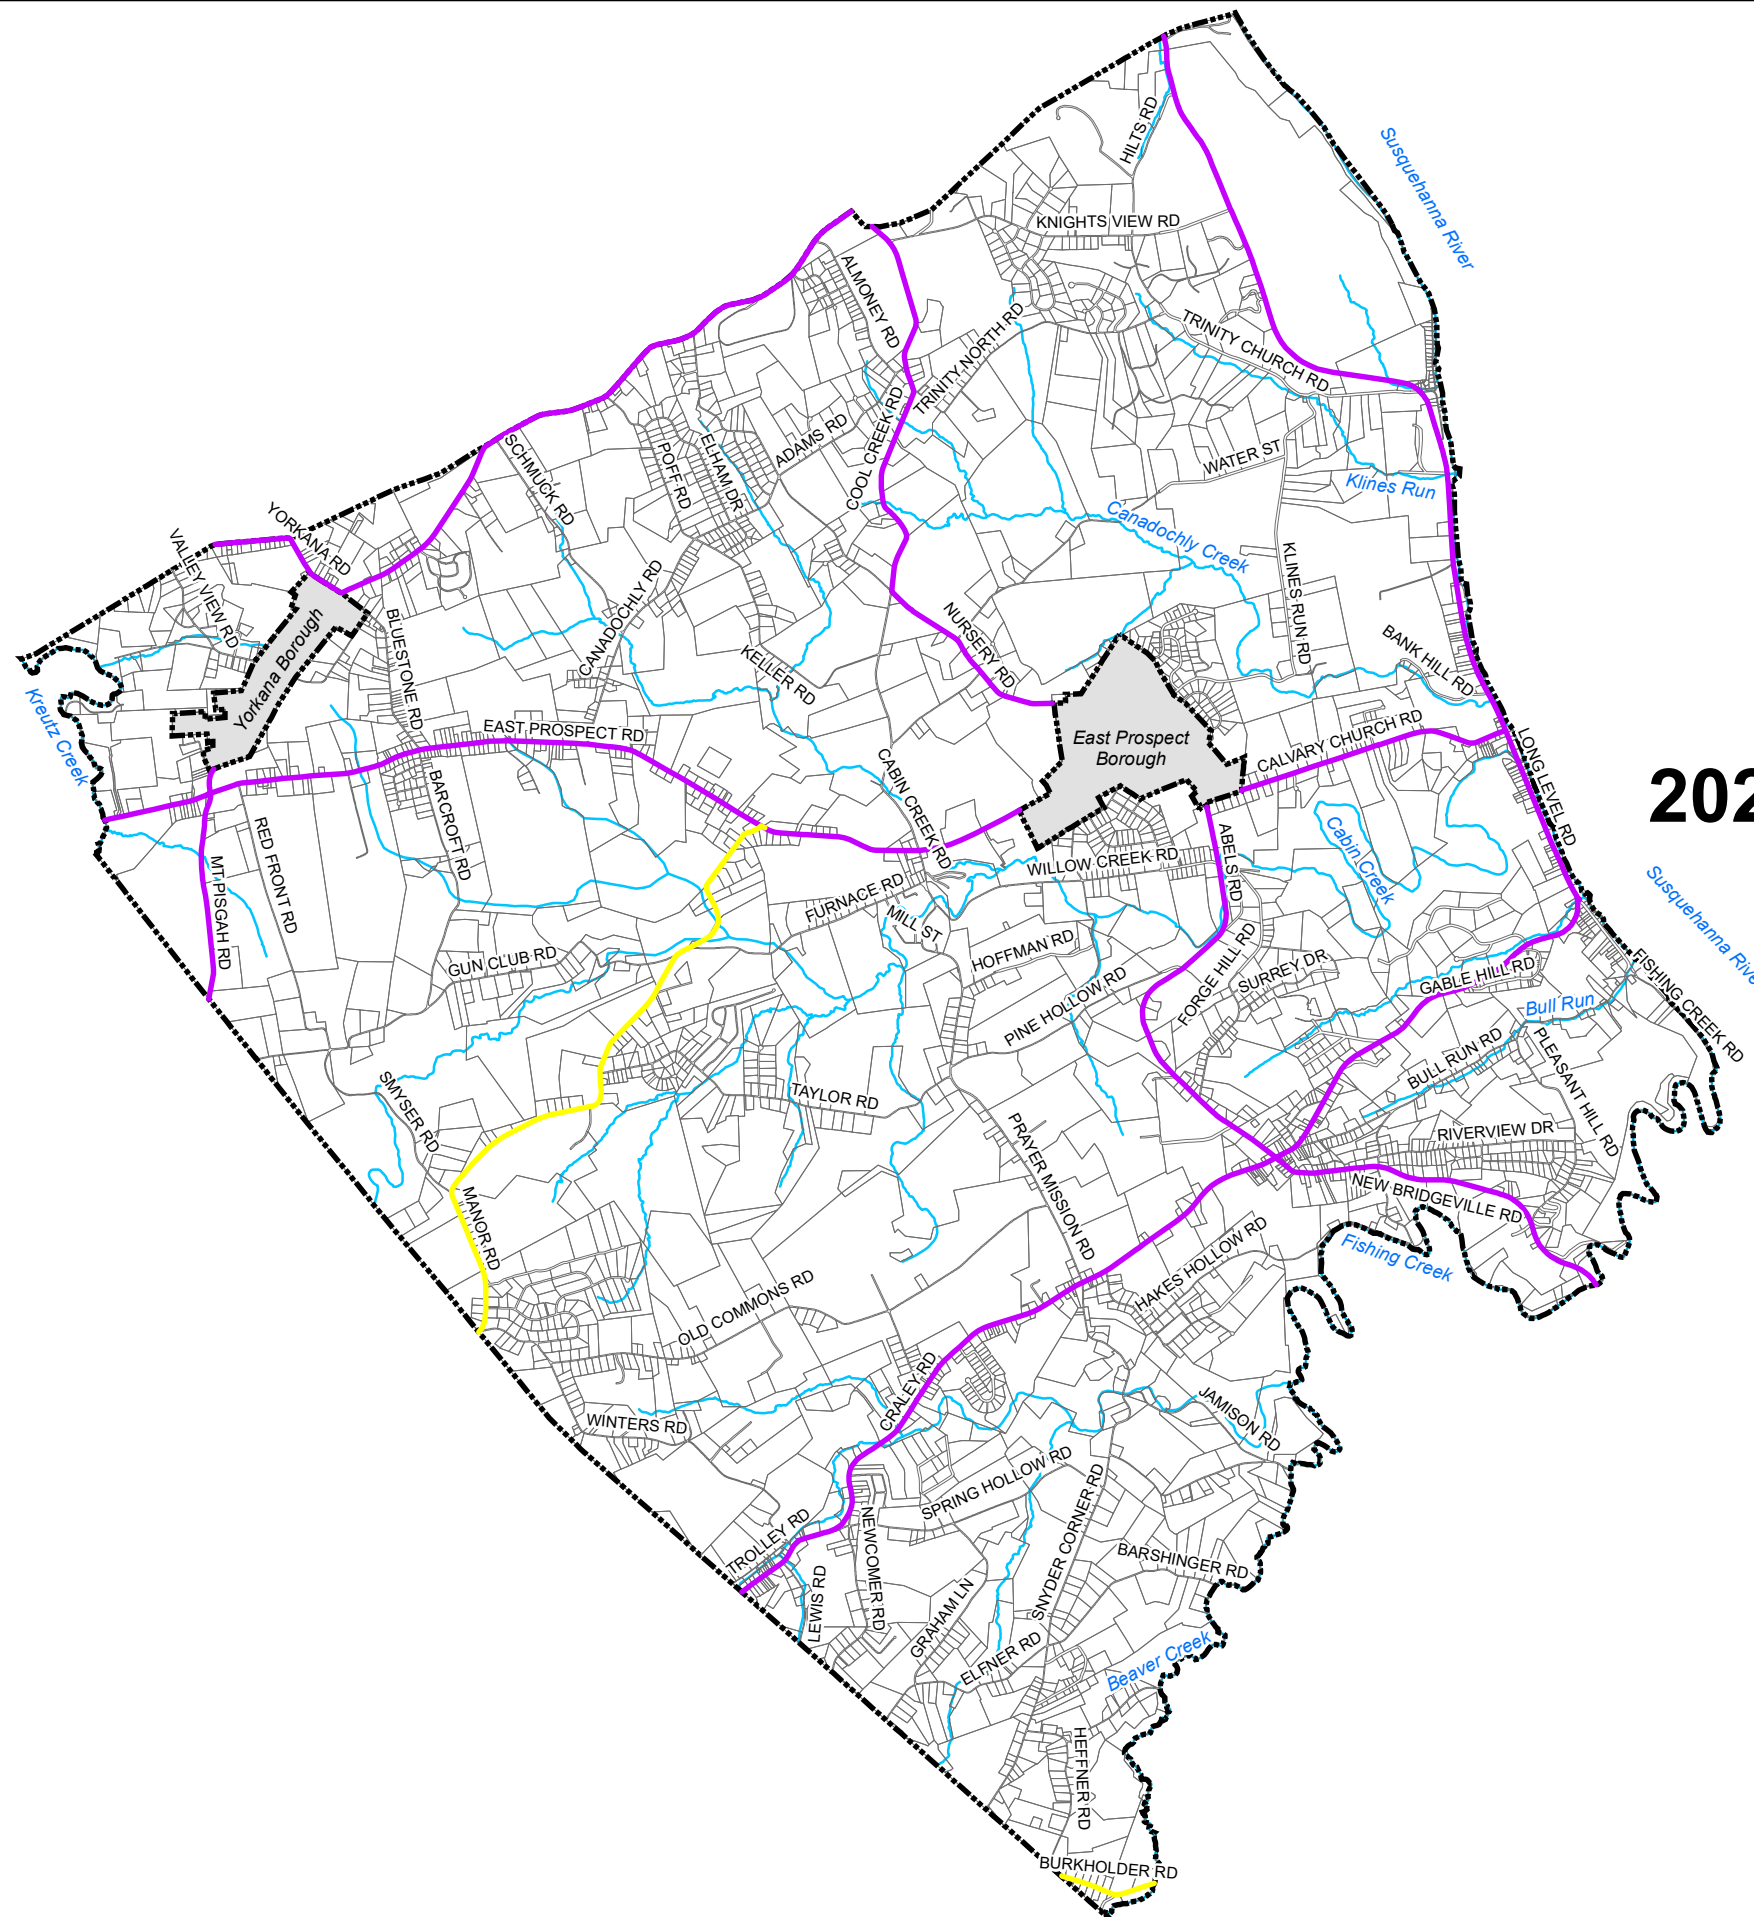 HILTS RD
Susquehanna River
KNIGHTS VIEW RD
ALMONEY RD
TRINITY NORTH RD
TRINITY CHURCH RD
COOL CREEK RD
ADAMS RD
ELHAM DR
POFF RD
SCHMUCK RD
WATER ST
Klines Run
Canadochly Creek
YORKANA RD
VALLEY VIEW RD
Yorkana Borough
BLUESTONE RD
CANADOCHLY RD
KELLER RD
NURSERY RD
KLINES RUN RD
BANK HILL RD
Kreutz Creek
EAST PROSPECT RD
East Prospect
Borough
CALVARY CHURCH RD
LONG LEVEL RD
202
CABIN CREEK RD
BARCROFT RD
RED FRONT RD
MT PISGAH RD
WILLOW CREEK RD
ABELS RD
Cabin Creek
Susquehanna Rive
FURNACE RD
MILL ST
HOFFMAN RD
GUN CLUB RD
PINE HOLLOW RD
FORGE HILL RD
SURREY DR
GABLE HILL RD
Bull Run
FISHING CREEK RD
BULL RUN RD
PLEASANT HILL RD
SMYSER RD
TAYLOR RD
PRAYER MISSION RD
RIVERVIEW DR
NEW BRIDGEVILLE RD
MANOR RD
HAKES HOLLOW RD
Fishing Creek
OLD COMMONS RD
CRALEY RD
JAMISON RD
WINTERS RD
SPRING HOLLOW RD
SNYDER CORNER RD
TROLLEY RD
NEWCOMER RD
LEWIS RD
GRAHAM LN
BARSHINGER RD
ELFNER RD
Beaver Creek
HEFFNER RD
BURKHOLDER RD